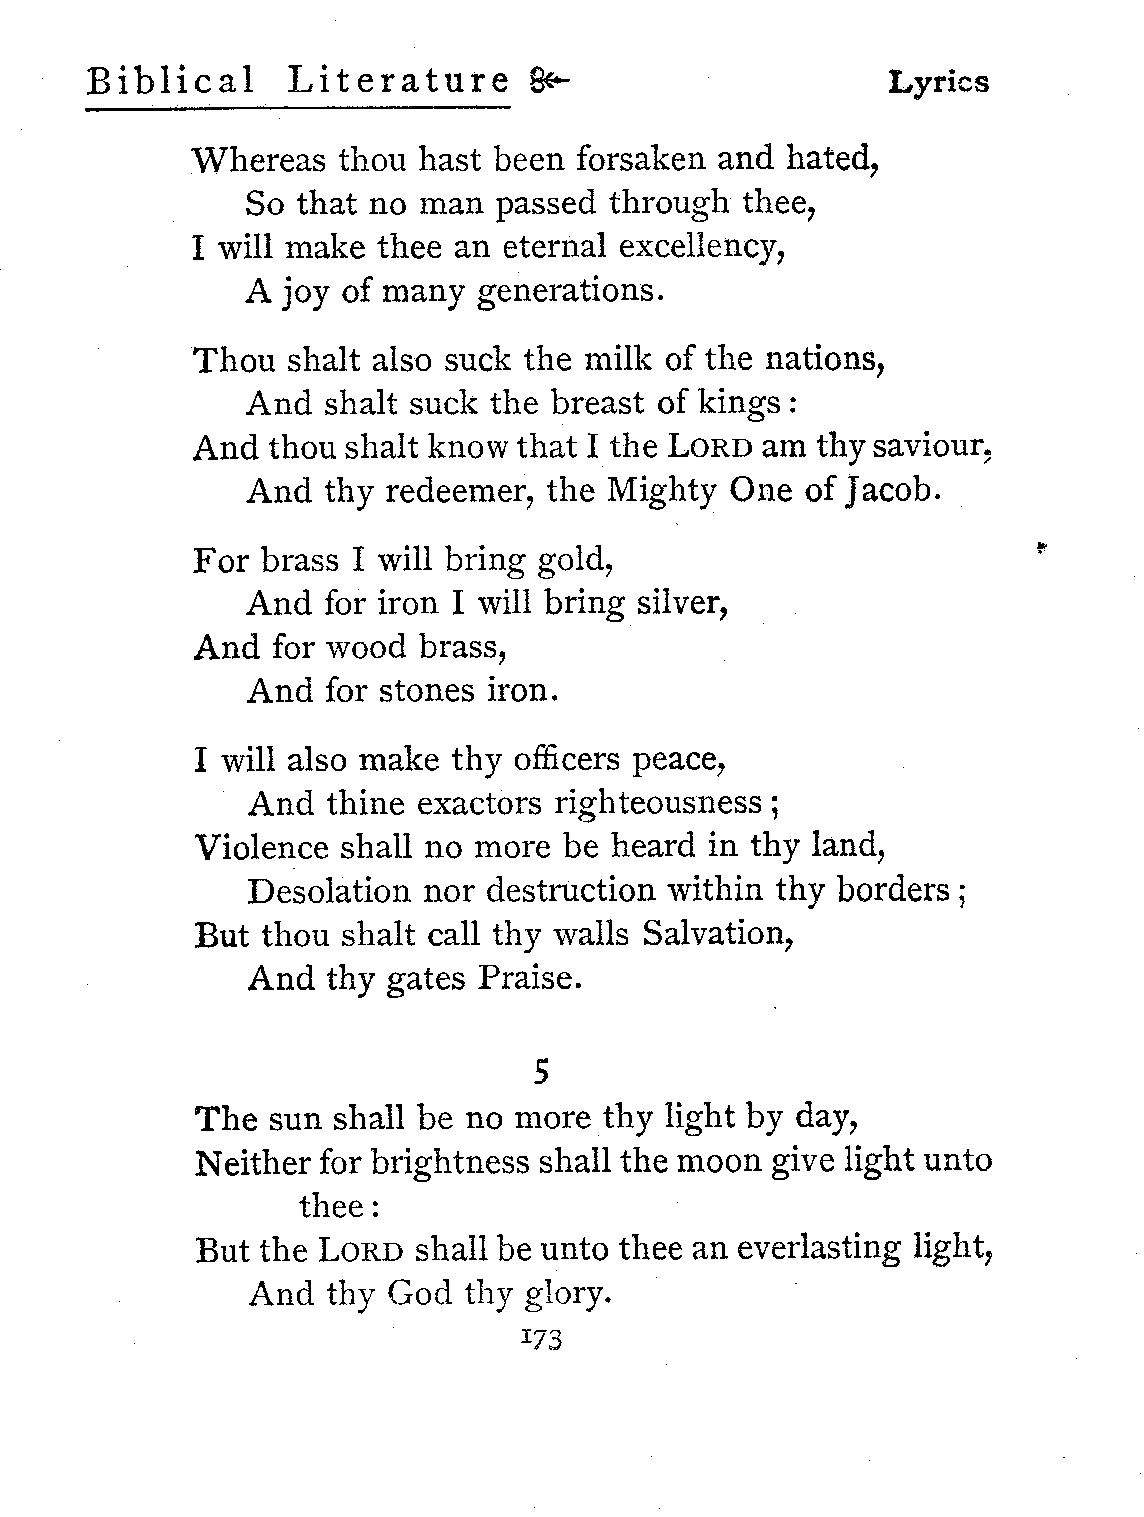 Biblical Literature Lyrics
Whereas thou hast been forsaken and hated,
So that no man passed through thee,
I will make thee an eternal excellency,
A joy of many generations.
Thou shalt also suck the milk of the nations,
And shalt suck the breast of kings :
And thou shalt know that I the LORD am thy saviour,
And thy redeemer, the Mighty One of Jacob.
For brass I will bring gold,
And for iron I will bring silver,
And for wood brass,
And for stones iron.
I will also make thy officers peace,
And thine exactors righteousness ;
Violence shall no more be heard in thy land,
Desolation nor destruction within thy borders ;
But thou shalt call thy walls Salvation,
And thy gates Praise.
5
The sun shall be no more thy light by day,
Neither for brightness shall the moon give light unto
thee :
But the LORD shall be unto thee an everlasting light,
And thy God thy glory.
173